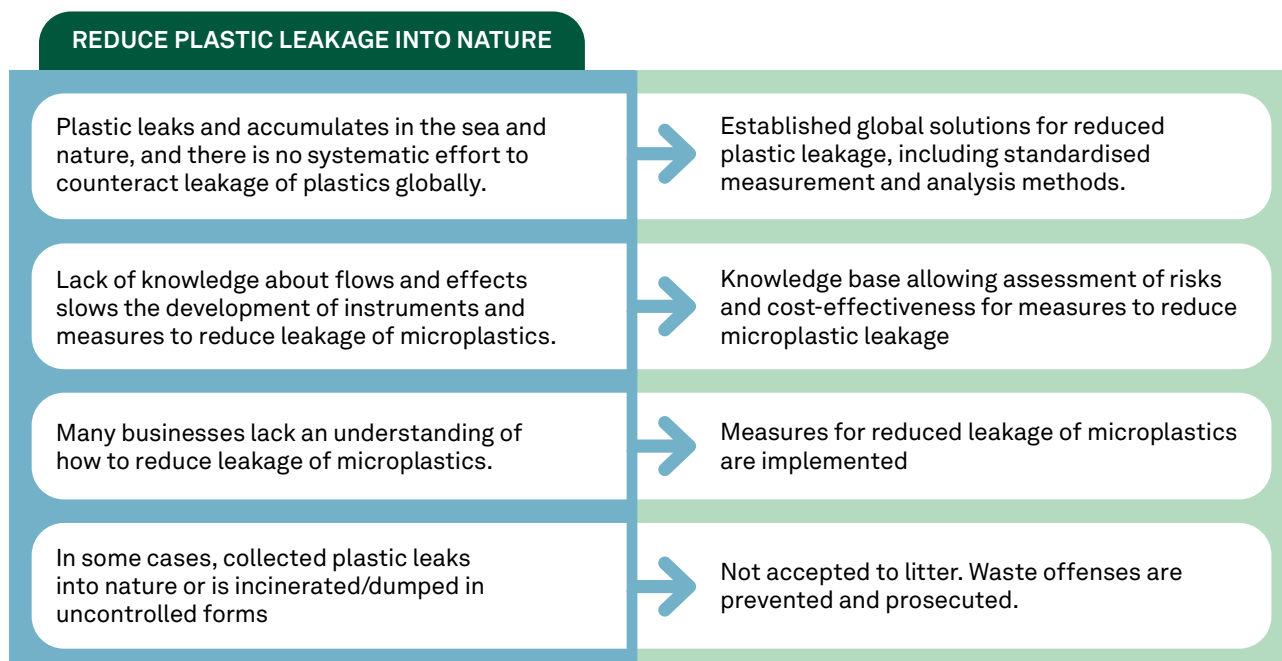 REDUCE PLASTIC LEAKAGE INTO NATURE
Plastic leaks and accumulates in the sea and
nature, and there is no systematic effort to
counteract leakage of plastics globally.
Established global solutions for reduced
plastic leakage, including standardised
measurement and analysis methods.
Lack of knowledge about flows and effects
slows the development of instruments and
measures to reduce leakage of microplastics.
Knowledge base allowing assessment of risks
and cost-effectiveness for measures to reduce
microplastic leakage
Many businesses lack an understanding of
how to reduce leakage of microplastics.
Measures for reduced leakage of microplastics
are implemented
In some cases, collected plastic leaks
into nature or is incinerated/dumped in
uncontrolled forms
Not accepted to litter. Waste offenses are
prevented and prosecuted.